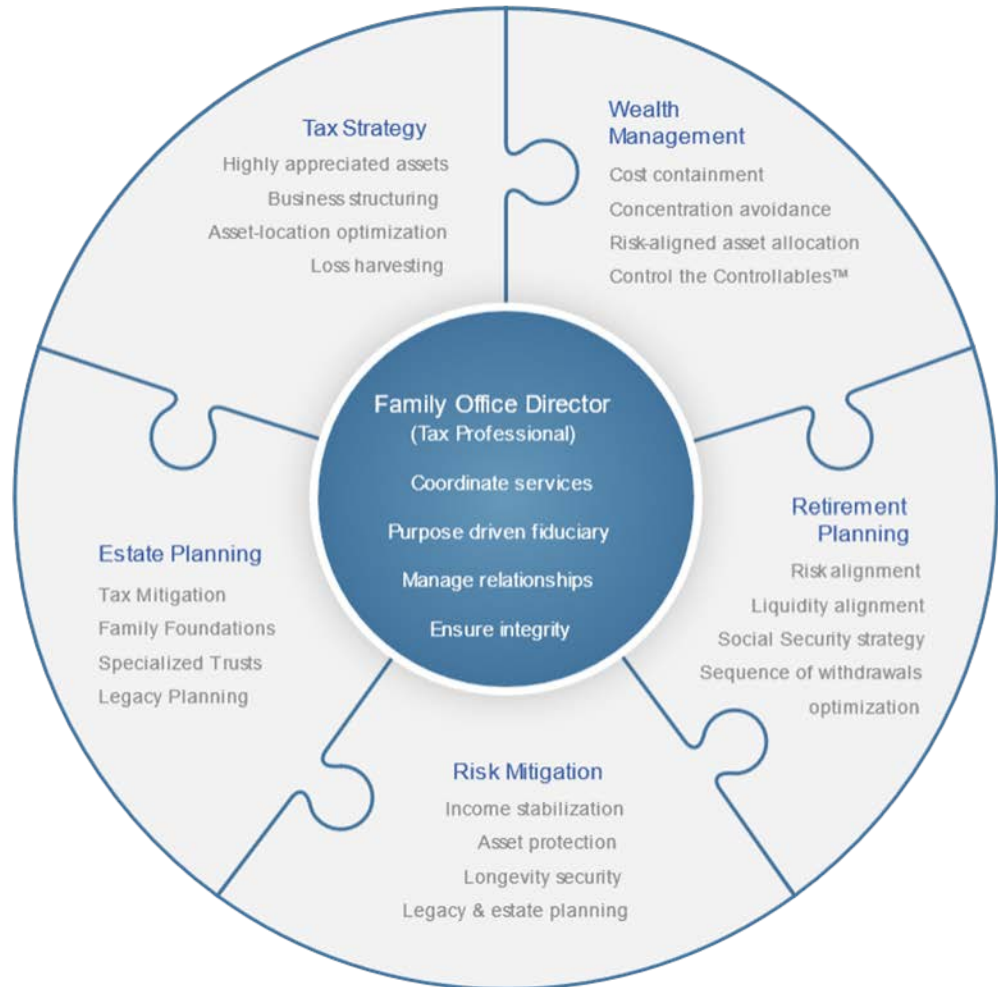 Tax Strategy
Highly appreciated assets
Business structuring
Asset-location optimization
Loss harvesting
Wealth
Management
Cost containment
Concentration avoidance
Risk-aligned asset allocation
Control the Controllables™
Family Office Director
(Tax Professional)
Coordinate services
Purpose driven fiduciary
Manage relationships
Ensure integrity
Retirement
Planning
Risk alignment
Liquidity alignment
Social Security strategy
Sequence of withdrawals
optimization
Estate Planning
Tax Mitigation
Family Foundations
Specialized Trusts
Legacy Planning
Risk Mitigation
Income stabilization
Asset protection
Longevity security
Legacy & estate planning